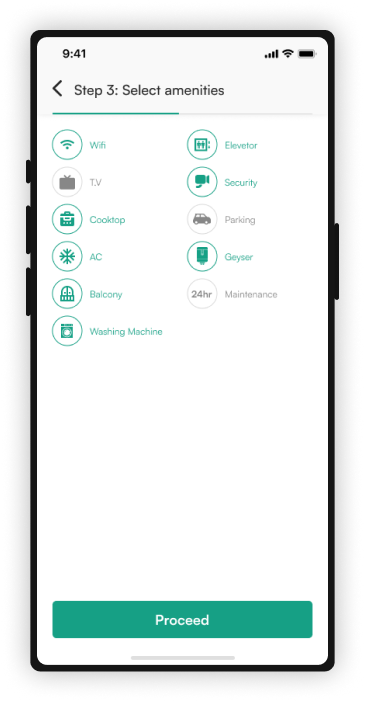 9:41
Step 3: Select amenities
Wifi
Elevetor
T.V
Security
Cooktop
Parking
AC
Geyser
Balcony
24hr Maintenance
Washing Machine
Proceed